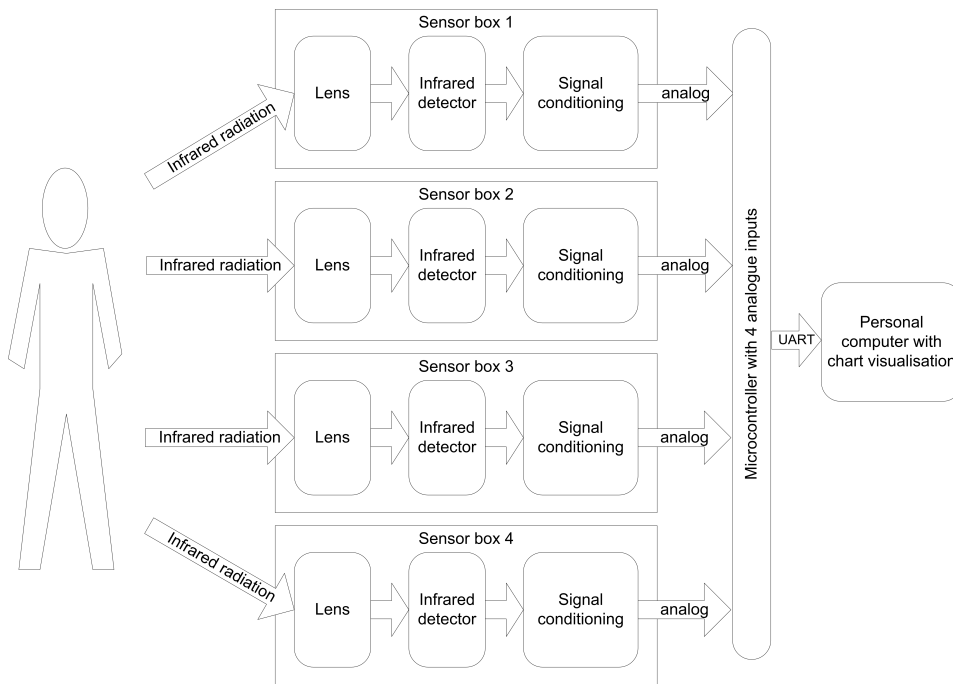 Sensor box 1
Infrared radiation
Lens
Infrared
detector
Signal
conditioning
analog
Sensor box 2
Infrared radiation
Lens
Infrared
detector
Signal
conditioning
analog
Sensor box 3
Infrared radiation
Lens
Infrared
detector
Signal
conditioning
analog
Sensor box 4
Infrared radiation
Lens
Infrared
detector
Signal
conditioning
analog
Microcontroller with 4 analogue inputs
UART
Personal
computer with
chart visualisation